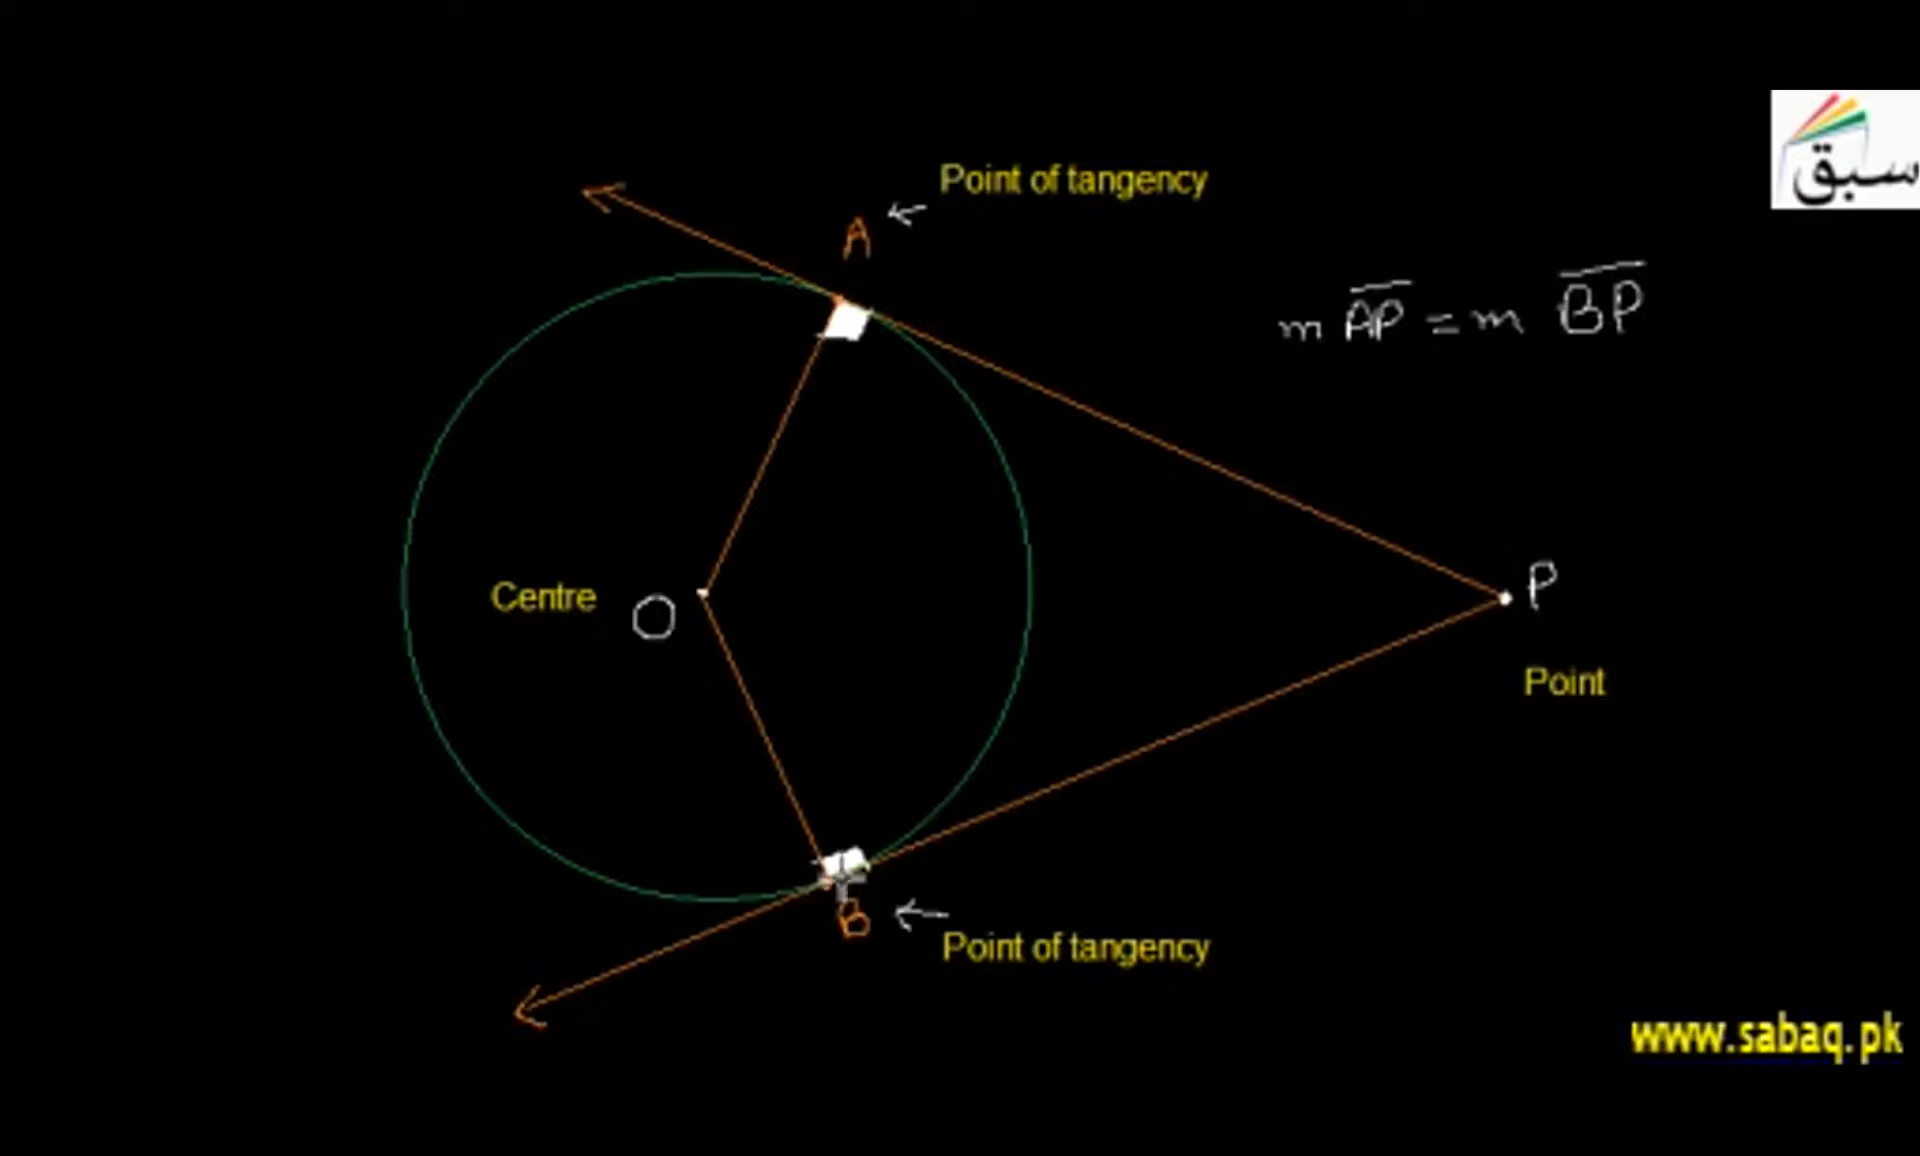 سبق
Point of tangency
A
m AP = m BP
P
Centre O
Point
B
Point of tangency
www.sabaq.pk